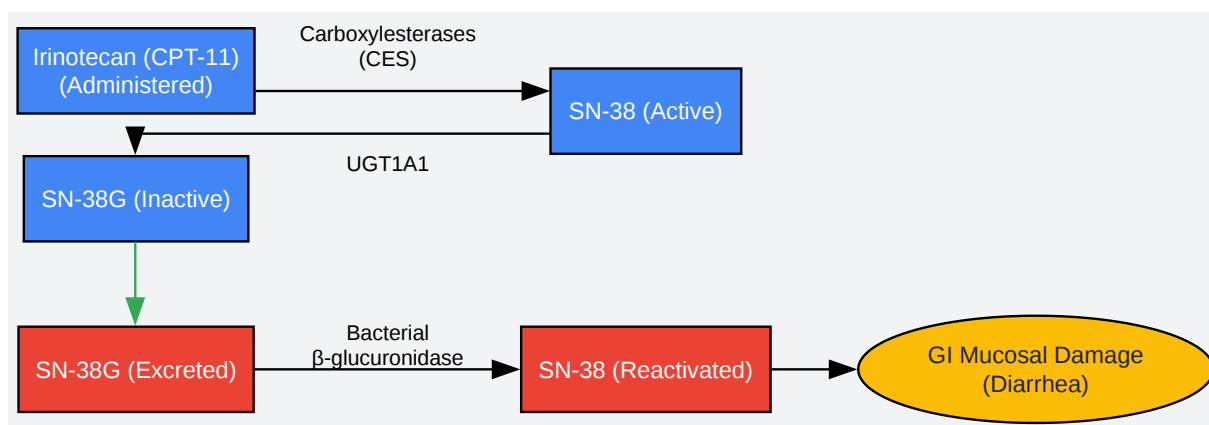 Irinotecan (CPT-11)
(Administered)
Carboxylesterases
(CES)
SN-38 (Active)
UGT1A1
SN-38G (Inactive)
SN-38G (Excreted)
Bacterial
β-glucuronidase
SN-38 (Reactivated)
GI Mucosal Damage
(Diarrhea)